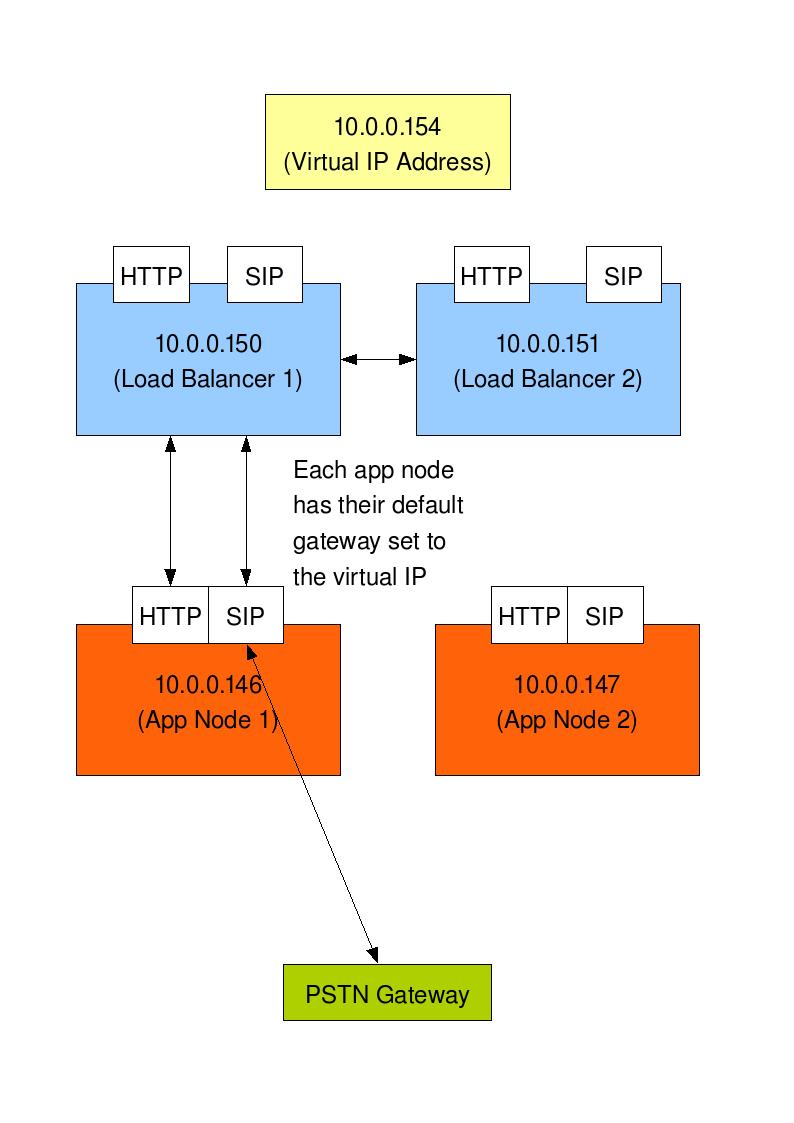 10.0.0.154
(Virtual IP Address)
HTTP
SIP
HTTP
SIP
10.0.0.150
(Load Balancer 1)
10.0.0.151
(Load Balancer 2)
Each app node
has their default
gateway set to
the virtual IP
HTTP
SIP
HTTP
SIP
10.0.0.146
(App Node 1)
10.0.0.147
(App Node 2)
PSTN Gateway